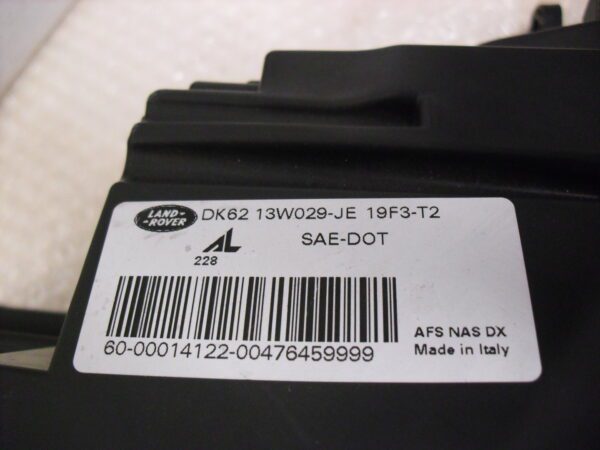 LAND-
-ROVER
DK62 13W029-JE 19F3-T2
AL
SAE-DOT
228
60-00014122-00476459999
AFS NAS DX
Made in Italy